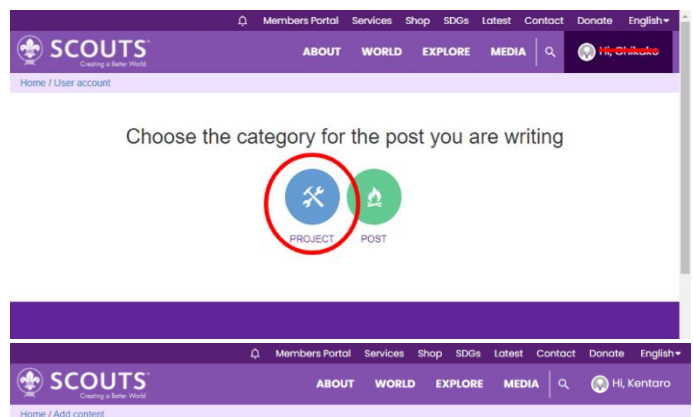 Members Portal Services Shop SDGs Latest Contact Donate English
SCOUTS
Creating a Better World
ABOUT WORLD EXPLORE MEDIA
Hi, Chikako
Home / User account
Choose the category for the post you are writing
PROJECT POST
Members Portal Services Shop SDGs Latest Contact Donate English
SCOUTS
Creating a Better World
ABOUT WORLD EXPLORE MEDIA
Hi, Kentaro
Home / Add content